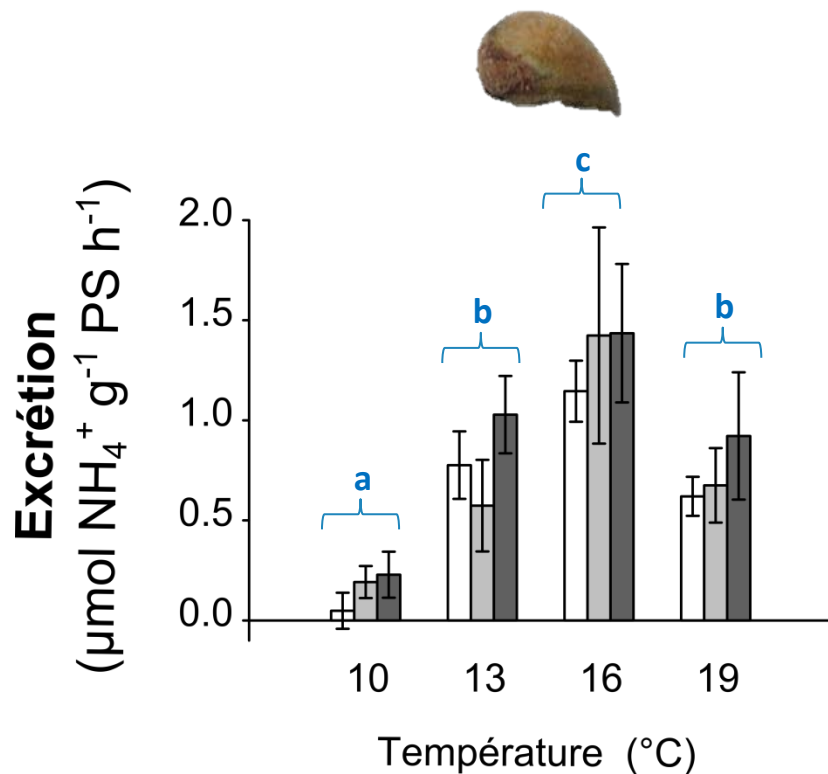 c
2.0
1.5
1.0
0.5
0.0
b
b
a
Excrétion
(µmol NH₄⁺ g⁻¹ PS h⁻¹)
10 13 16 19
Température (°C)